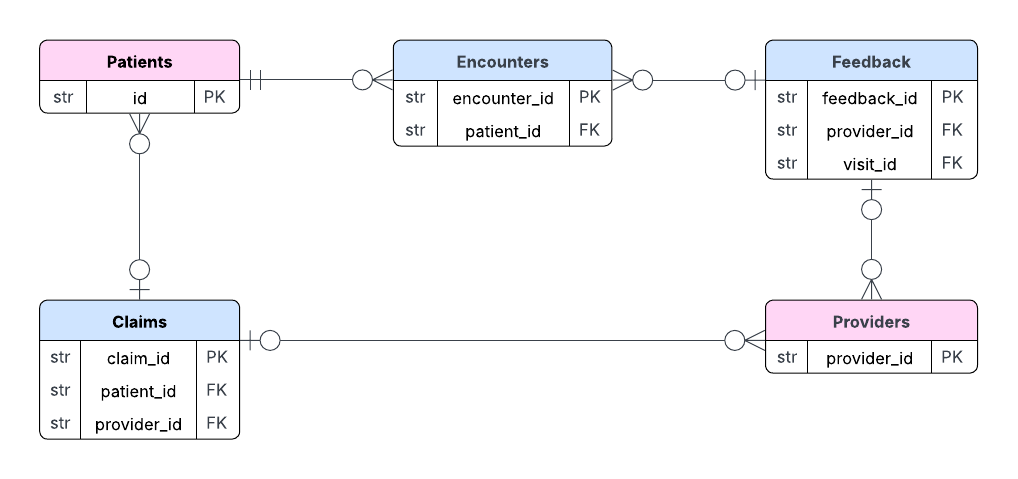 Patients
str id PK
Encounters
str encounter_id PK
str patient_id FK
Feedback
str feedback_id PK
str provider_id FK
str visit_id FK
Claims
str claim_id PK
str patient_id FK
str provider_id FK
Providers
str provider_id PK